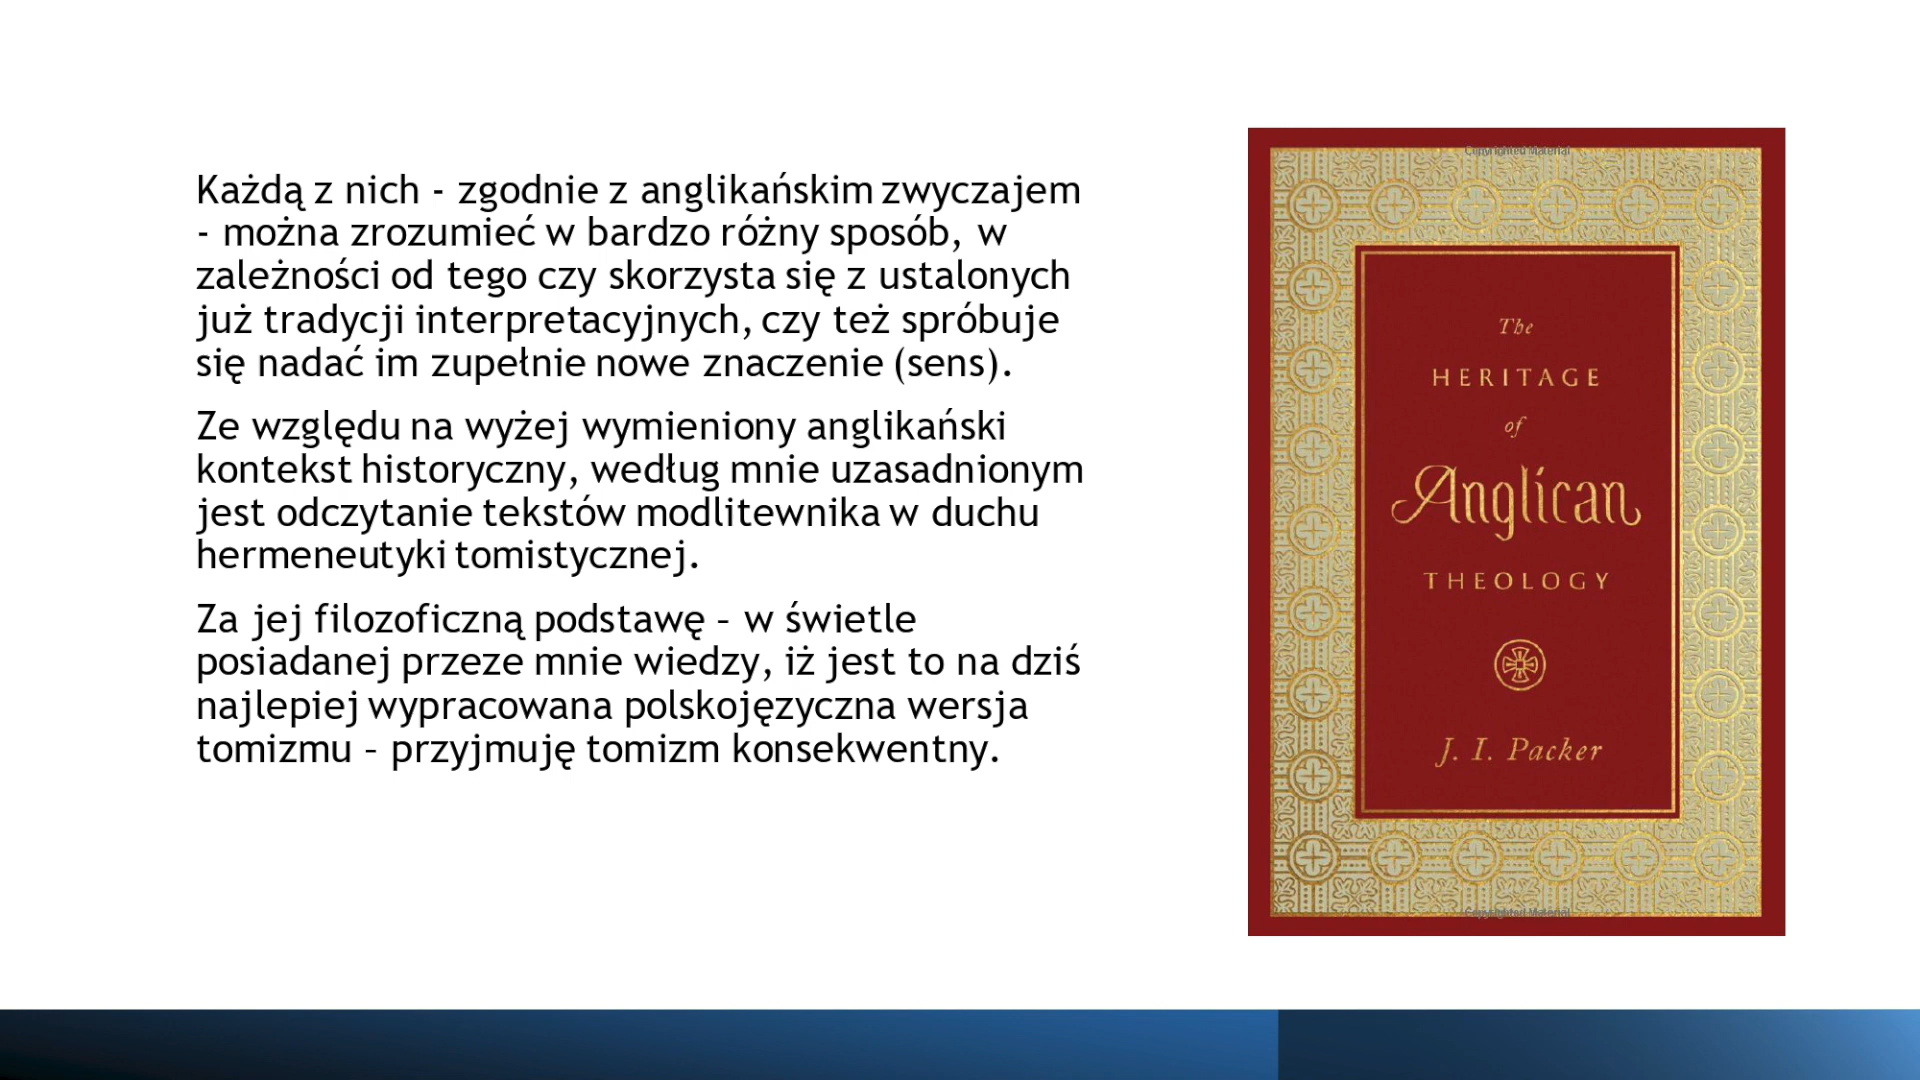 Każdą z nich - zgodnie z anglikańskim zwyczajem
- można zrozumieć w bardzo różny sposób, w
zależności od tego czy skorzysta się z ustalonych
już tradycji interpretacyjnych, czy też spróbuje
się nadać im zupełnie nowe znaczenie (sens).
Ze względu na wyżej wymieniony anglikański
kontekst historyczny, według mnie uzasadnionym
jest odczytanie tekstów modlitewnika w duchu
hermeneutyki tomistycznej.
Za jej filozoficzną podstawę – w świetle
posiadanej przeze mnie wiedzy, iż jest to na dziś
najlepiej wypracowana polskojęzyczna wersja
tomizmu – przyjmuję tomizm konsekwentny.
Copyrighted Material
The
HERITAGE
of
Anglican
THEOLOGY
J. I. Packer
Copyrighted Material